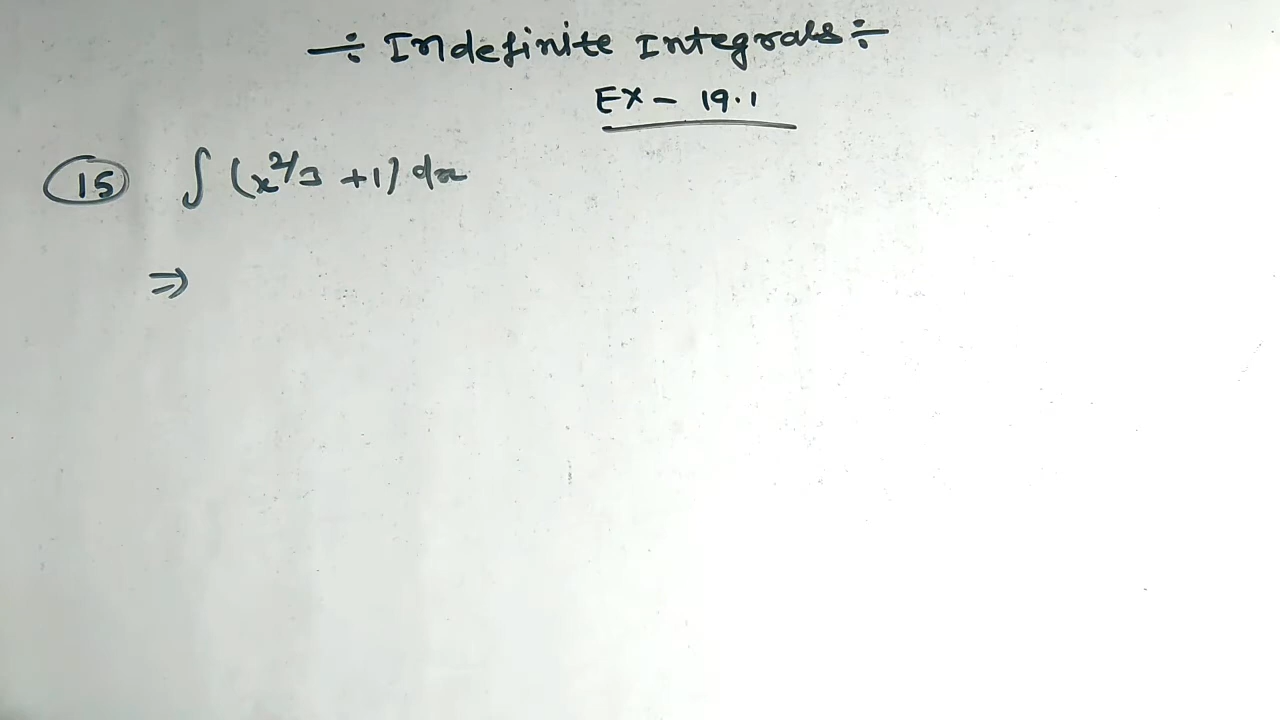 ÷ Indefinite Integrals ÷
EX - 19.1
15 ∫ (x^2/3 + 1) dx
⇒